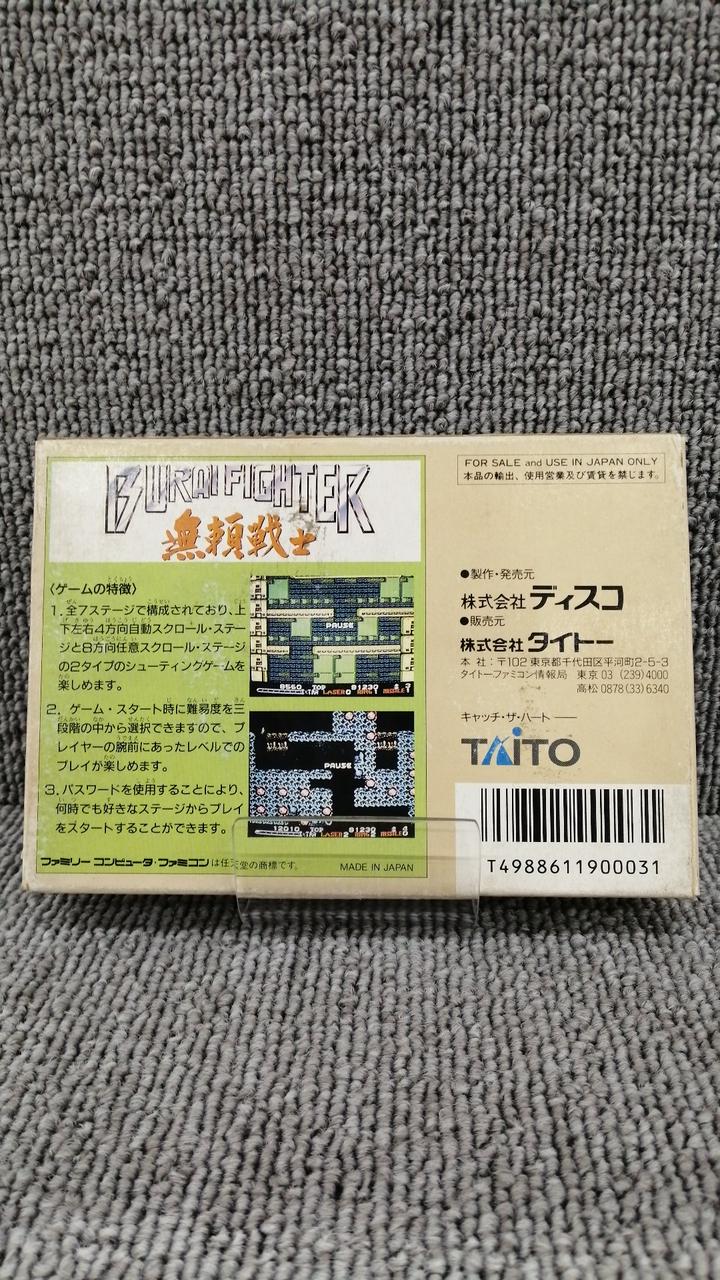 BURAI FIGHTER
無頼戦士
〈ゲームの特徴〉
とくちょう
1. 全7ステージで構成されており、上
下左右4方向自動スクロール・ステー
ジと8方向任意スクロール・ステージ
の2タイプのシューティングゲームを
楽しめます。
2. ゲーム・スタート時に難易度を三
段階の中から選択できますので、プ
レイヤーの腕前にあったレベルでの
プレイが楽しめます。
3. パスワードを使用することにより、
何時でも好きなステージからプレイ
をスタートすることができます。
PAUSE
8560 TOP 81230
LASER0
PAUSE
12010 TOP 81230
LASER2
ファミリー コンピュータ・ファミコンは任天堂の商標です。
MADE IN JAPAN
FOR SALE and USE IN JAPAN ONLY
本品の輸出、使用営業及び賃貸を禁じます。
●製作・発売元
株式会社 ディスコ
●販売元
株式会社 タイトー
本 社:〒102 東京都千代田区平河町2-5-3
タイトーファミコン情報局 東京 03 (239) 4000
高松 0878 (33) 6340
キャッチ・ザ・ハート
TAITO
T4988611900031